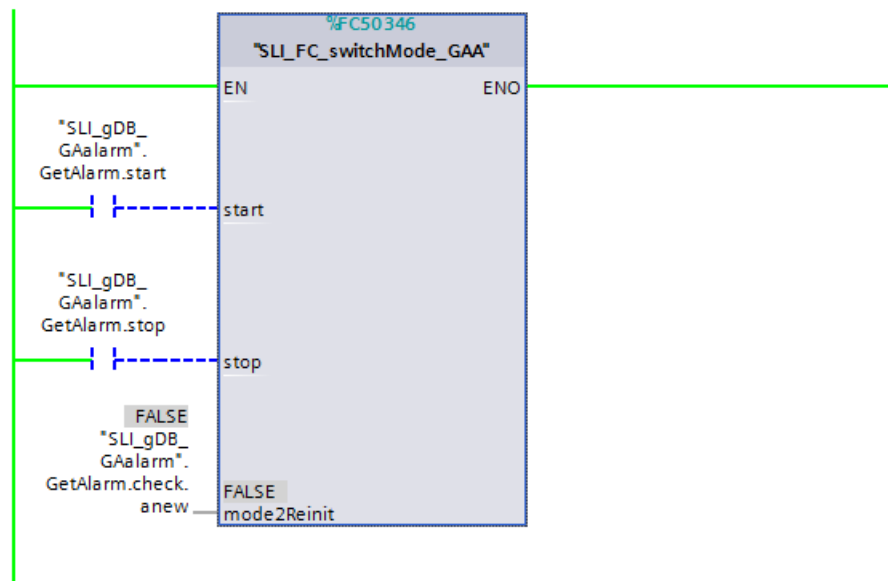 %FC50346
"SLI_FC_switchMode_GAA"
EN
ENO
"SLI_gDB_
GAalarm".
GetAlarm.start
start
"SLI_gDB_
GAalarm".
GetAlarm.stop
stop
FALSE
"SLI_gDB_
GAalarm".
GetAlarm.check.
anew
FALSE
mode2Reinit